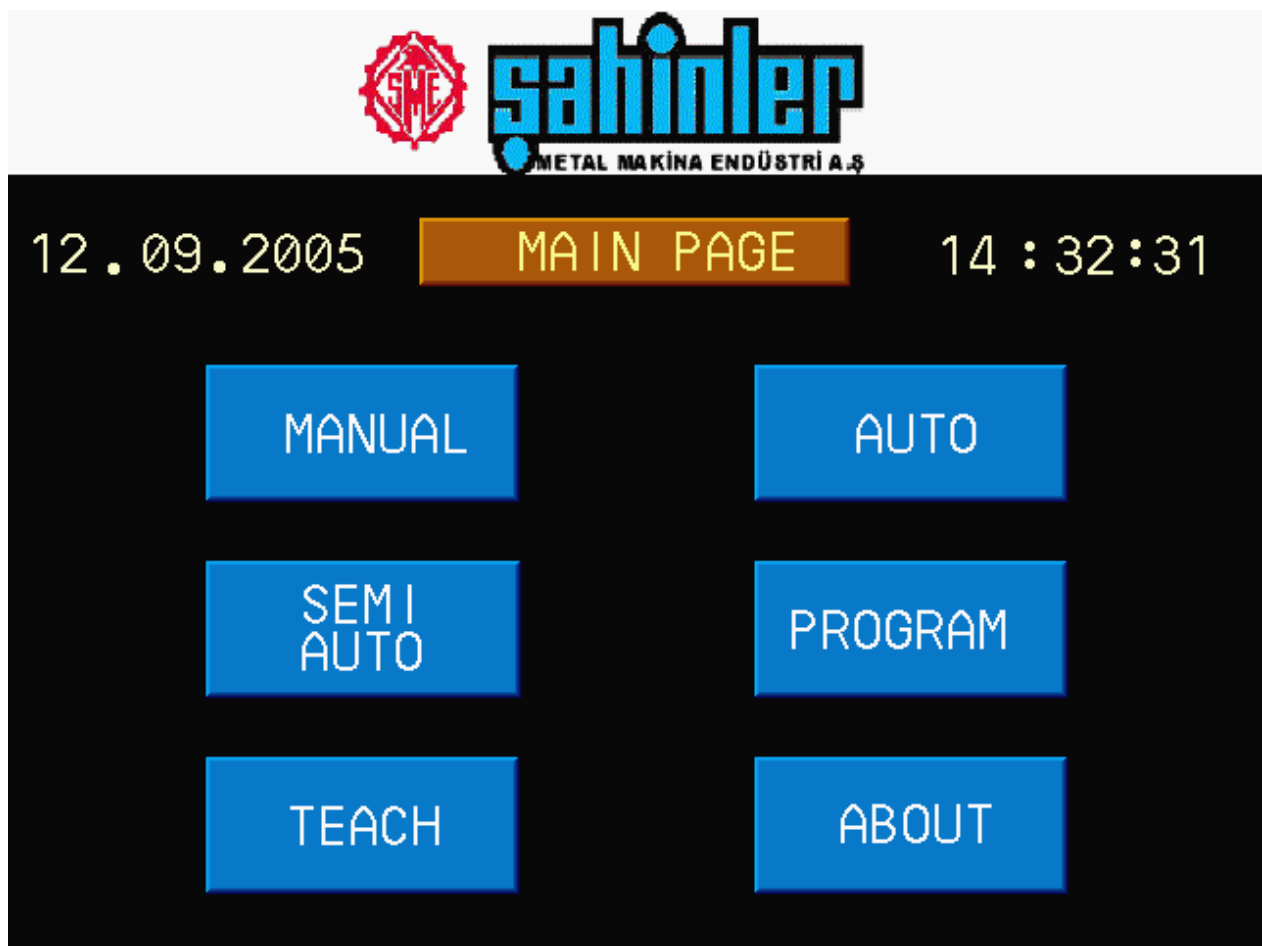 SME
şahinler
METAL MAKİNA ENDÜSTRİ A.Ş
12.09.2005 MAIN PAGE 14:32:31
MANUAL AUTO
SEMI
AUTO
PROGRAM
TEACH ABOUT